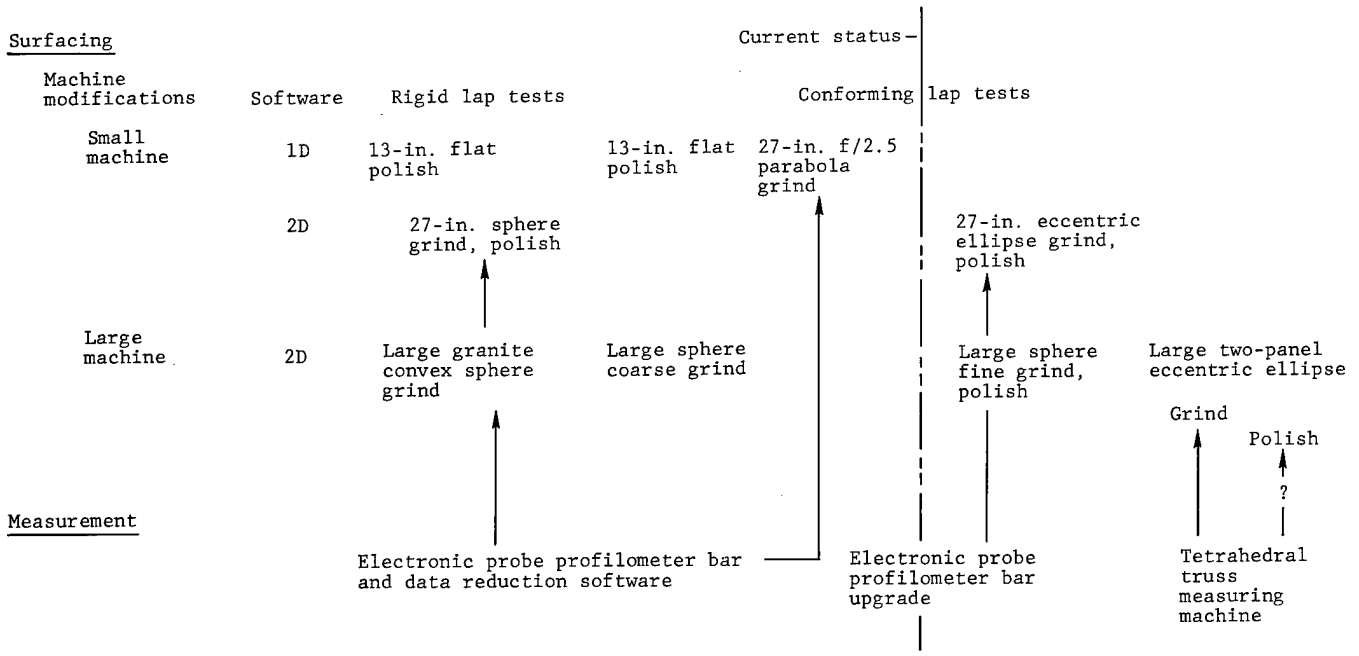 Surfacing
Current status
Machine modifications
Software
Rigid lap tests
Conforming lap tests
Small machine
1D
13-in. flat polish
13-in. flat polish
27-in. f/2.5 parabola grind
2D
27-in. sphere grind, polish
27-in. eccentric ellipse grind, polish
Large machine
2D
Large granite convex sphere grind
Large sphere coarse grind
Large sphere fine grind, polish
Large two-panel eccentric ellipse
Grind
Polish
?
Measurement
Electronic probe profilometer bar and data reduction software
Electronic probe profilometer bar upgrade
Tetrahedral truss measuring machine